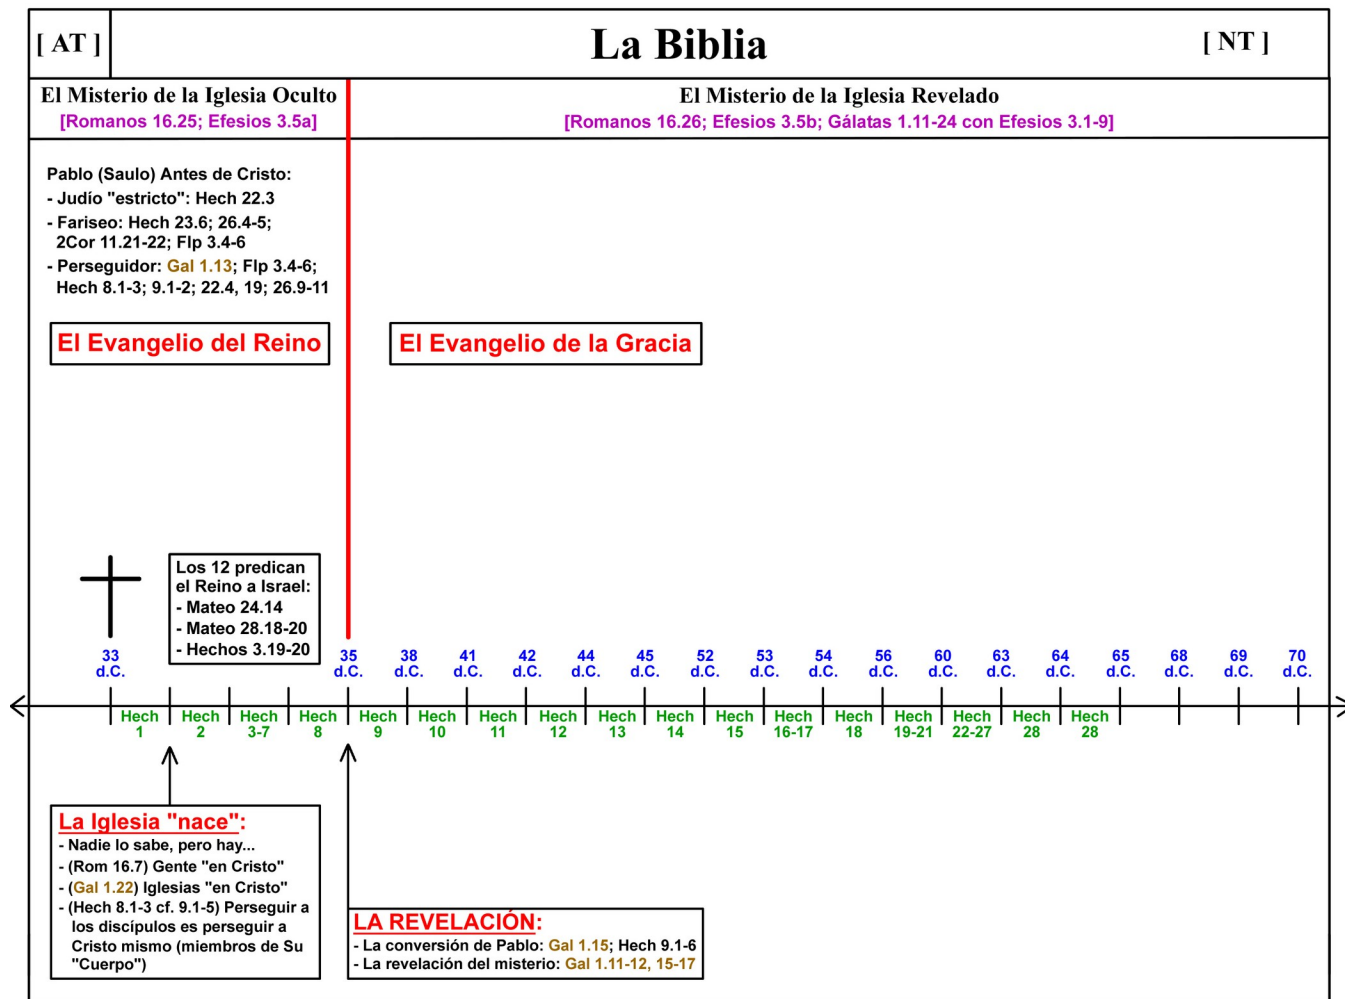 [ AT ]
La Biblia
[ NT ]
El Misterio de la Iglesia Oculto
[Romanos 16.25; Efesios 3.5a]
El Misterio de la Iglesia Revelado
[Romanos 16.26; Efesios 3.5b; Gálatas 1.11-24 con Efesios 3.1-9]
Pablo (Saulo) Antes de Cristo:
- Judío "estricto": Hech 22.3
- Fariseo: Hech 23.6; 26.4-5;
2Cor 11.21-22; Flp 3.4-6
- Perseguidor: Gal 1.13; Flp 3.4-6;
Hech 8.1-3; 9.1-2; 22.4, 19; 26.9-11
El Evangelio del Reino
El Evangelio de la Gracia
Los 12 predican
el Reino a Israel:
- Mateo 24.14
- Mateo 28.18-20
- Hechos 3.19-20
33 35 38 41 42 44 45 52 53 54 56 60 63 64 65 68 69 70
d.C. d.C. d.C. d.C. d.C. d.C. d.C. d.C. d.C. d.C. d.C. d.C. d.C. d.C. d.C. d.C. d.C. d.C.
Hech Hech Hech Hech Hech Hech Hech Hech Hech Hech Hech Hech Hech Hech Hech Hech Hech
1 2 3-7 8 9 10 11 12 13 14 15 16-17 18 19-21 22-27 28 28
La Iglesia "nace":
- Nadie lo sabe, pero hay...
- (Rom 16.7) Gente "en Cristo"
- (Gal 1.22) Iglesias "en Cristo"
- (Hech 8.1-3 cf. 9.1-5) Perseguir a
los discípulos es perseguir a
Cristo mismo (miembros de Su
"Cuerpo")
LA REVELACIÓN:
- La conversión de Pablo: Gal 1.15; Hech 9.1-6
- La revelación del misterio: Gal 1.11-12, 15-17